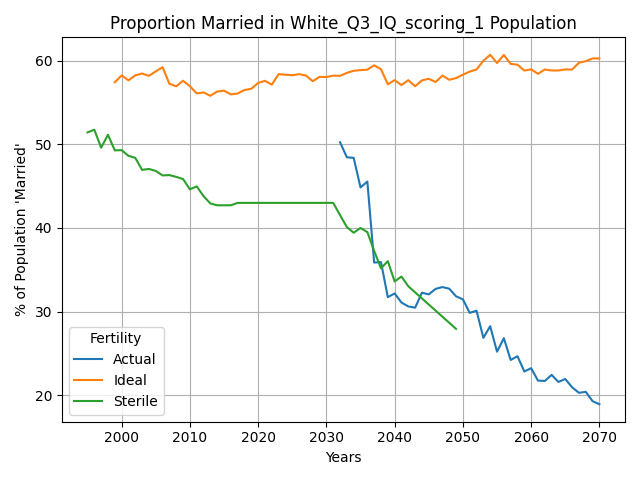 Proportion Married in White_Q3_IQ_scoring_1 Population
% of Population 'Married'
60
50
40
30
20
Fertility
Actual
Ideal
Sterile
2000 2010 2020 2030 2040 2050 2060 2070
Years